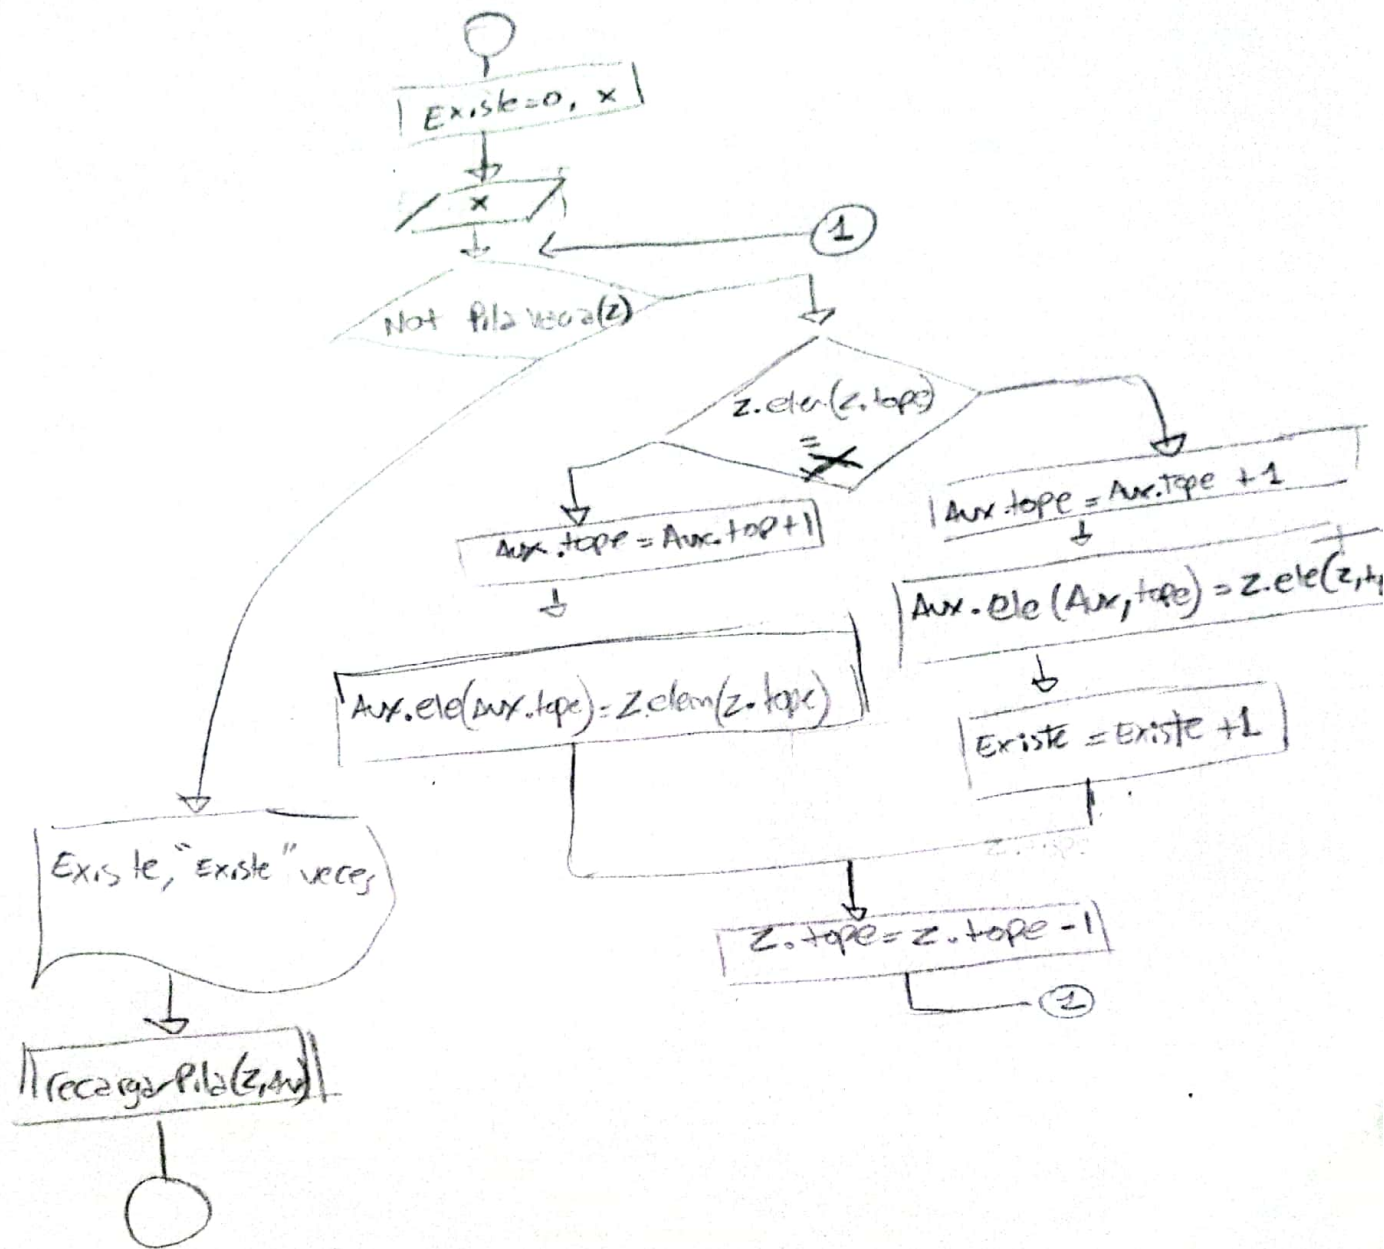 Existe=0, x
x
1
Not Pila vacia(z)
z.elem(z.tope)
=
X
Aux.tope = Aux.top+1
Aux.tope = Aux.Tope +1
Aux.ele(Aux,tope) = z.ele(z,tp
Aux.ele(Aux.tope)=z.elem(z.tope)
Existe = Existe +1
Existe, "Existe" veces
z.tope=z.tope-1
1
recargarPila(z,Aux)